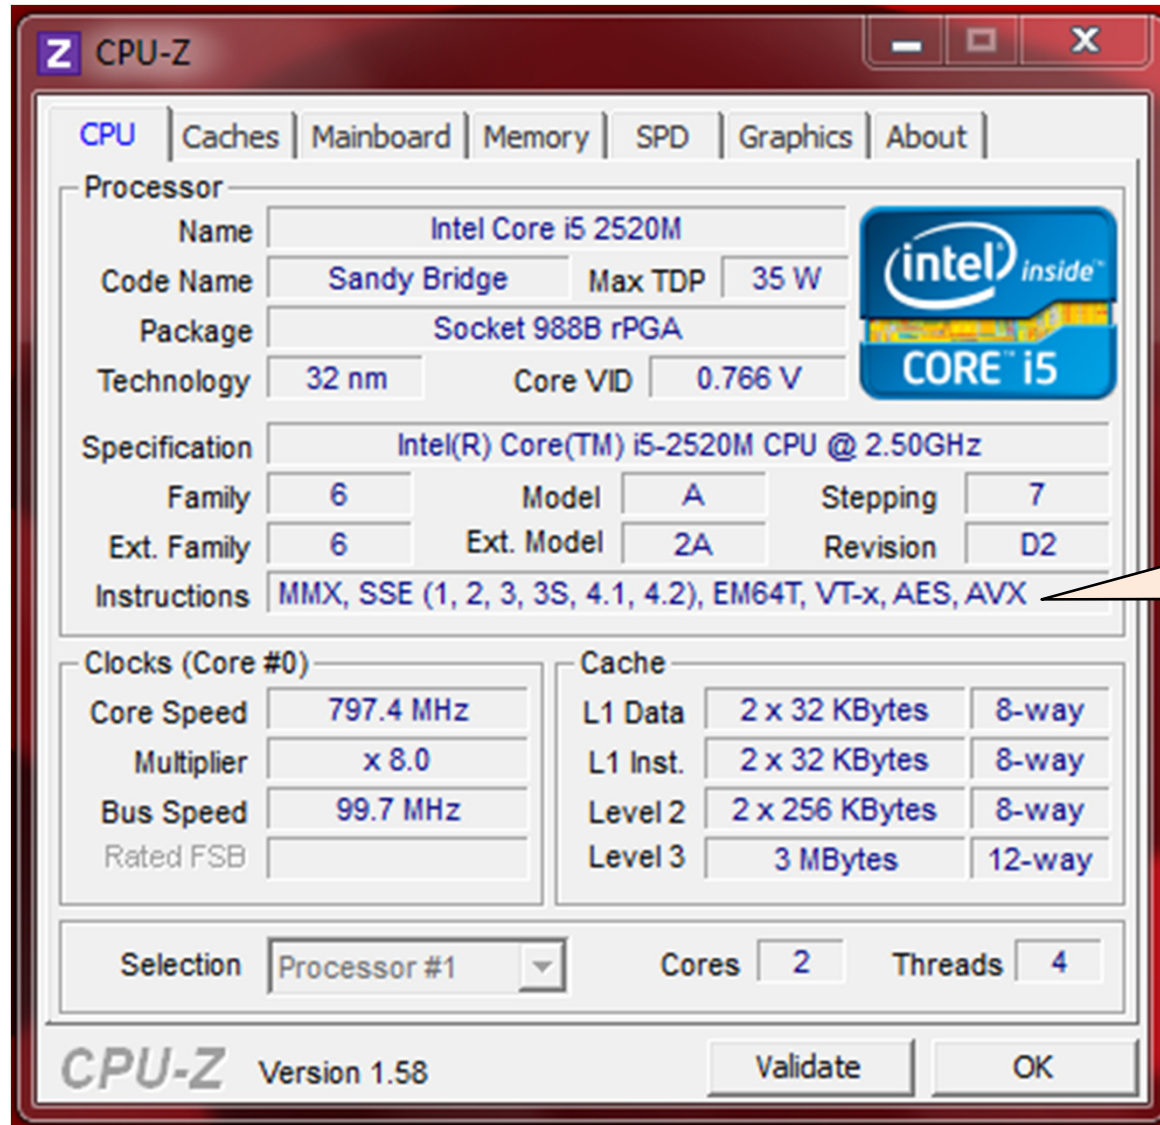 Z CPU-Z
CPU Caches Mainboard Memory SPD Graphics About
Processor
Name Intel Core i5 2520M
Code Name Sandy Bridge Max TDP 35 W
Package Socket 988B rPGA
Technology 32 nm Core VID 0.766 V
intel inside™
CORE™ i5
Specification Intel(R) Core(TM) i5-2520M CPU @ 2.50GHz
Family 6 Model A Stepping 7
Ext. Family 6 Ext. Model 2A Revision D2
Instructions MMX, SSE (1, 2, 3, 3S, 4.1, 4.2), EM64T, VT-x, AES, AVX
Clocks (Core #0)
Core Speed 797.4 MHz
Multiplier x 8.0
Bus Speed 99.7 MHz
Rated FSB
Cache
L1 Data 2 x 32 KBytes 8-way
L1 Inst. 2 x 32 KBytes 8-way
Level 2 2 x 256 KBytes 8-way
Level 3 3 MBytes 12-way
Selection Processor #1 Cores 2 Threads 4
CPU-Z Version 1.58 Validate OK